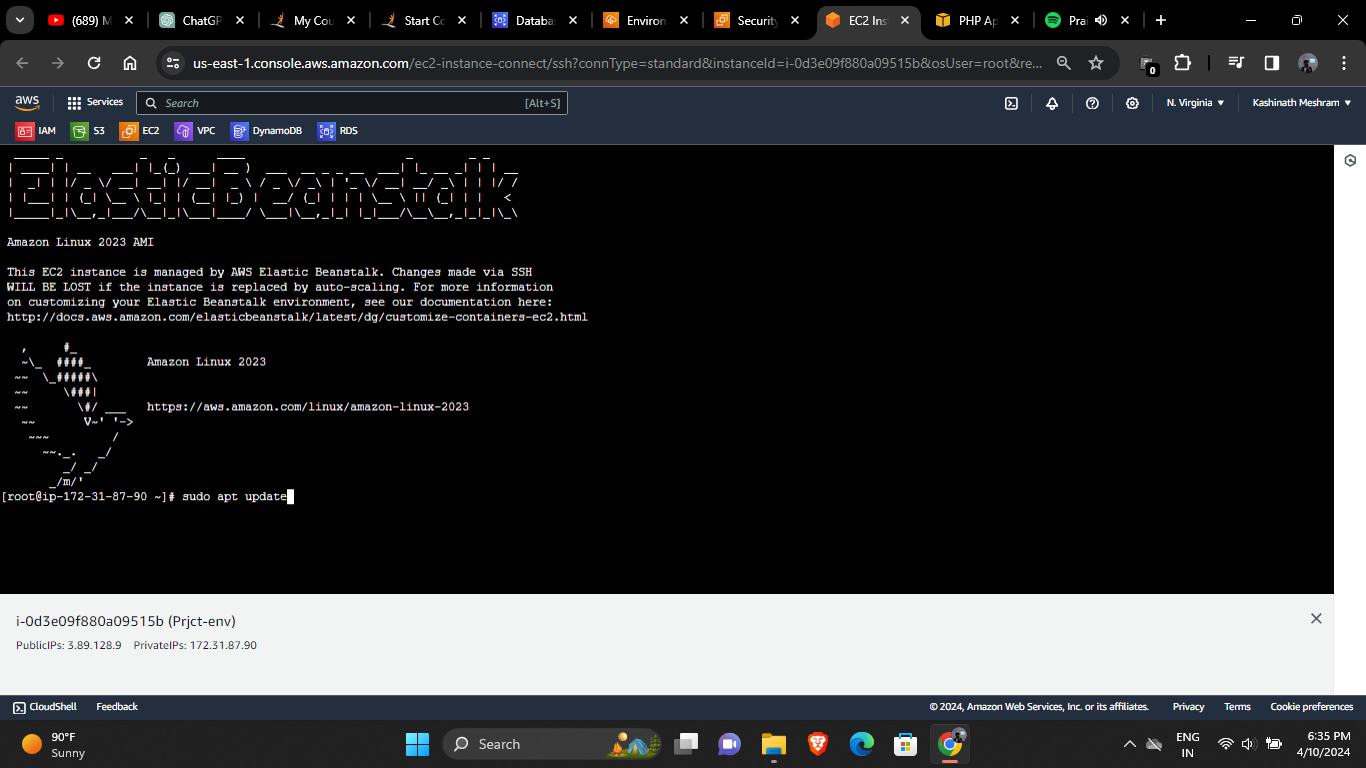 (689) M
ChatGP
My Cou
Start Co
Databa
Environ
Security
EC2 Ins
PHP Ap
Prai
us-east-1.console.aws.amazon.com/ec2-instance-connect/ssh?connType=standard&instanceId=i-0d3e09f880a09515b&osUser=root&re...
0
aws
Services
Search
[Alt+S]
N. Virginia
Kashinath Meshram
IAM
S3
EC2
VPC
DynamoDB
RDS
ElasticBeanstalk
Amazon Linux 2023 AMI
This EC2 instance is managed by AWS Elastic Beanstalk. Changes made via SSH
WILL BE LOST if the instance is replaced by auto-scaling. For more information
on customizing your Elastic Beanstalk environment, see our documentation here:
http://docs.aws.amazon.com/elasticbeanstalk/latest/dg/customize-containers-ec2.html
   ,     #_
   ~\_  ####_        Amazon Linux 2023
  ~~  \_#####\
  ~~     \###|
  ~~       \#/ ___   https://aws.amazon.com/linux/amazon-linux-2023
   ~~       V~' '->
    ~~~         /
      ~~._.   _/
         _/ _/
       _/m/'
[root@ip-172-31-87-90 ~]# sudo apt update
i-0d3e09f880a09515b (Prjct-env)
PublicIPs: 3.89.128.9 PrivateIPs: 172.31.87.90
CloudShell
Feedback
© 2024, Amazon Web Services, Inc. or its affiliates.
Privacy
Terms
Cookie preferences
90°F
Sunny
Search
ENG
IN
6:35 PM
4/10/2024